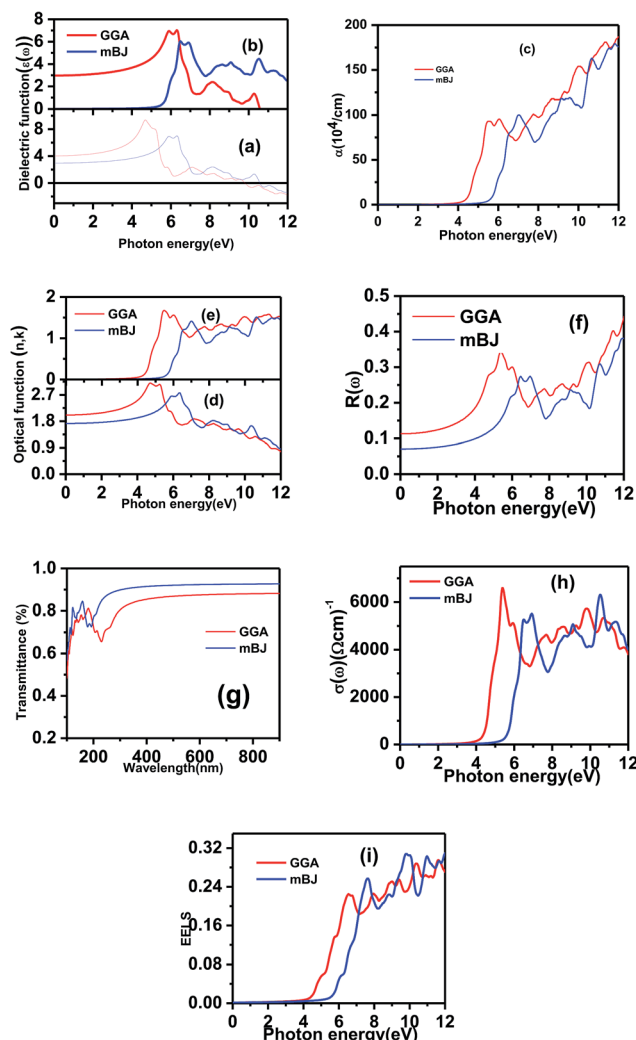 Dielectric function(ε(ω))
8
6
4
2
0
8
4
0
GGA
mBJ
(b)
(a)
0 2 4 6 8 10 12
Photon energy(eV)
α(10⁴/cm)
200
150
100
50
0
(c)
GGA
mBJ
0 2 4 6 8 10 12
Photon energy(eV)
Optical function (n,k)
2
1
0
2.7
1.8
0.9
0.0
GGA
mBJ
(e)
(d)
0 2 4 6 8 10 12
Photon energy(eV)
R(ω)
0.5
0.4
0.3
0.2
0.1
0.0
GGA
mBJ
(f)
0 2 4 6 8 10 12
Photon energy(eV)
Transmittance (%)
1.0
0.8
0.6
0.4
0.2
GGA
mBJ
(g)
200 400 600 800
Wavelength(nm)
σ(ω)(Ωcm)⁻¹
6000
4000
2000
0
GGA
mBJ
(h)
0 2 4 6 8 10 12
Photon energy(eV)
EELS
0.32
0.24
0.16
0.08
0.00
GGA
mBJ
(i)
0 2 4 6 8 10 12
Photon energy(eV)